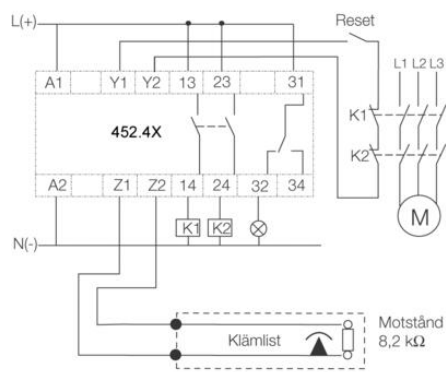 L(+)
Reset
A1 Y1 Y2 13 23 31
L1 L2 L3
452.4X
K1
K2
A2 Z1 Z2 14 24 32 34
K1 K2
M
N(-)
Klämlist
Motstånd
8,2 kΩ